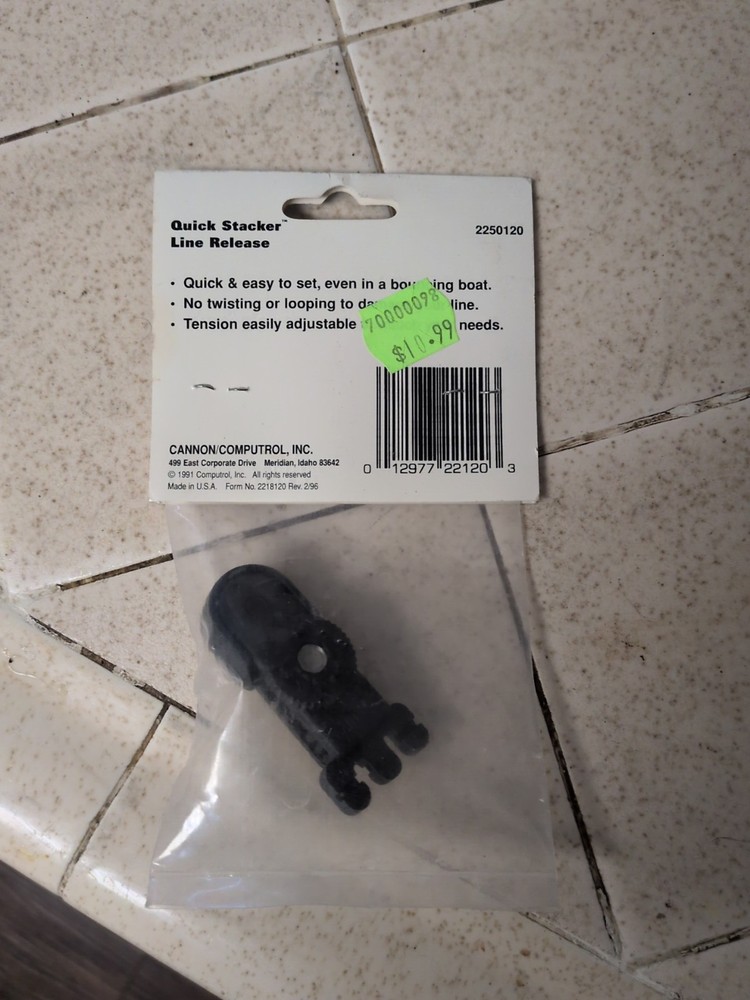 Quick Stacker™
Line Release
2250120
• Quick & easy to set, even in a bou ing boat.
• No twisting or looping to da line.
• Tension easily adjustable needs.
70000098
$10.99
CANNON/COMPUTROL, INC.
499 East Corporate Drive Meridian, Idaho 83642
© 1991 Computrol, Inc. All rights reserved
Made in U.S.A. Form No. 2218120 Rev. 2/96
0 12977 22120 3